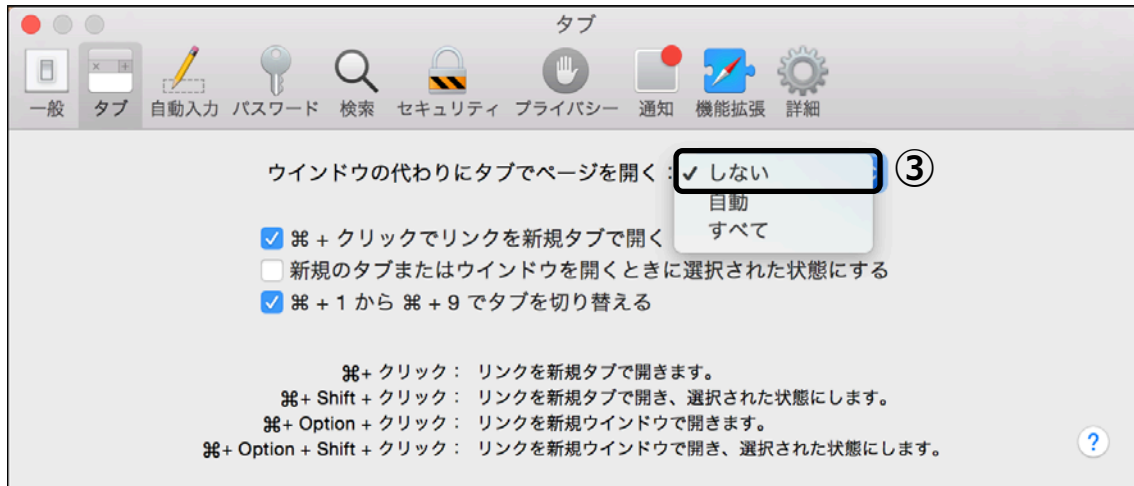 タブ
一般 タブ 自動入力 パスワード 検索 セキュリティ プライバシー 通知 機能拡張 詳細
ウインドウの代わりにタブでページを開く: ✓ しない ③
自動
すべて
✓ ⌘ + クリックでリンクを新規タブで開く
新規のタブまたはウインドウを開くときに選択された状態にする
✓ ⌘ + 1 から ⌘ + 9 でタブを切り替える
⌘+ クリック： リンクを新規タブで開きます。
⌘+ Shift + クリック： リンクを新規タブで開き、選択された状態にします。
⌘+ Option + クリック： リンクを新規ウインドウで開きます。
⌘+ Option + Shift + クリック： リンクを新規ウインドウで開き、選択された状態にします。
?